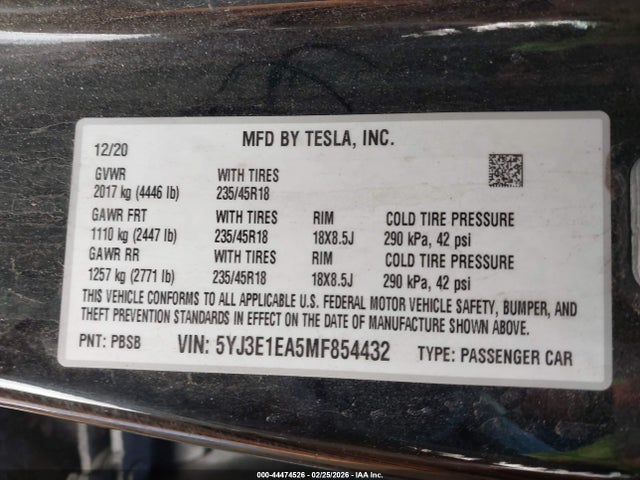 MFD BY TESLA, INC.
12/20
GVWR WITH TIRES
2017 kg (4446 lb) 235/45R18
GAWR FRT WITH TIRES RIM COLD TIRE PRESSURE
1110 kg (2447 lb) 235/45R18 18X8.5J 290 kPa, 42 psi
GAWR RR WITH TIRES RIM COLD TIRE PRESSURE
1257 kg (2771 lb) 235/45R18 18X8.5J 290 kPa, 42 psi
THIS VEHICLE CONFORMS TO ALL APPLICABLE U.S. FEDERAL MOTOR VEHICLE SAFETY, BUMPER, AND
THEFT PREVENTION STANDARDS IN EFFECT ON THE DATE OF MANUFACTURE SHOWN ABOVE.
PNT: PBSB VIN: 5YJ3E1EA5MF854432 TYPE: PASSENGER CAR
000-44474526 - 02/25/2026 - IAA Inc.